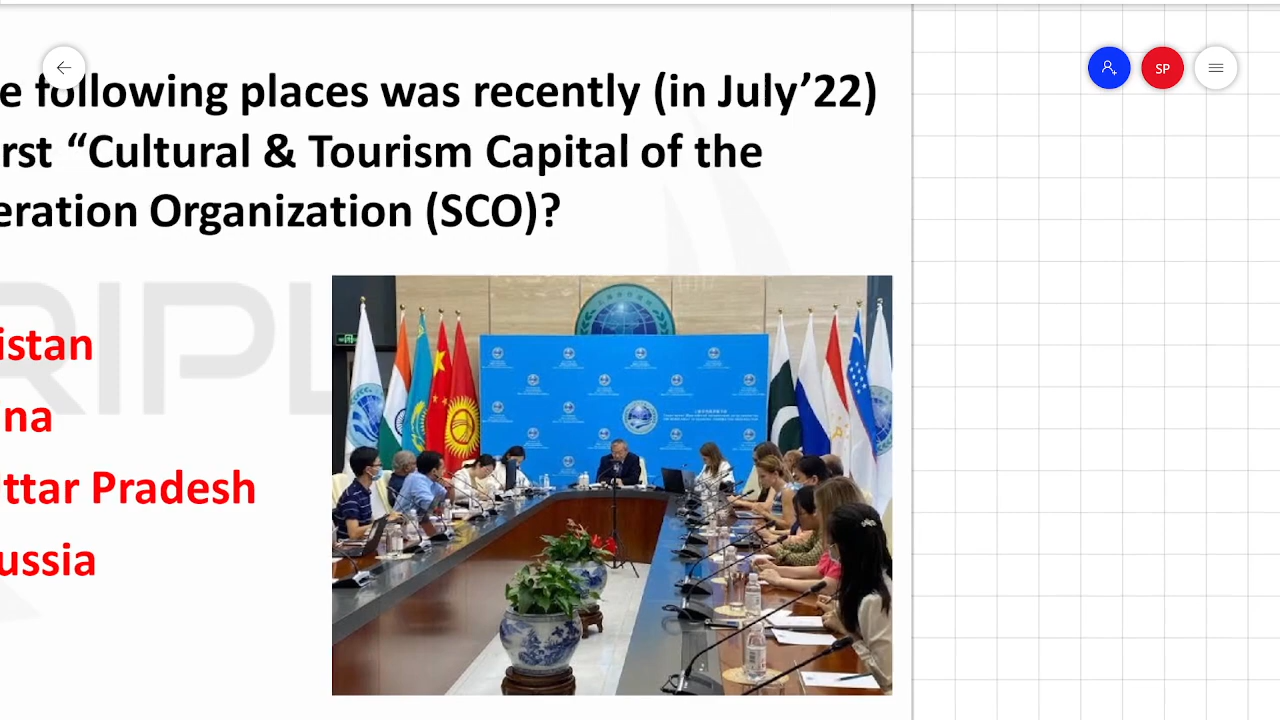 e following places was recently (in July’22)
rst “Cultural & Tourism Capital of the
eration Organization (SCO)?
RIPL
istan
na
ttar Pradesh
ussia
SP